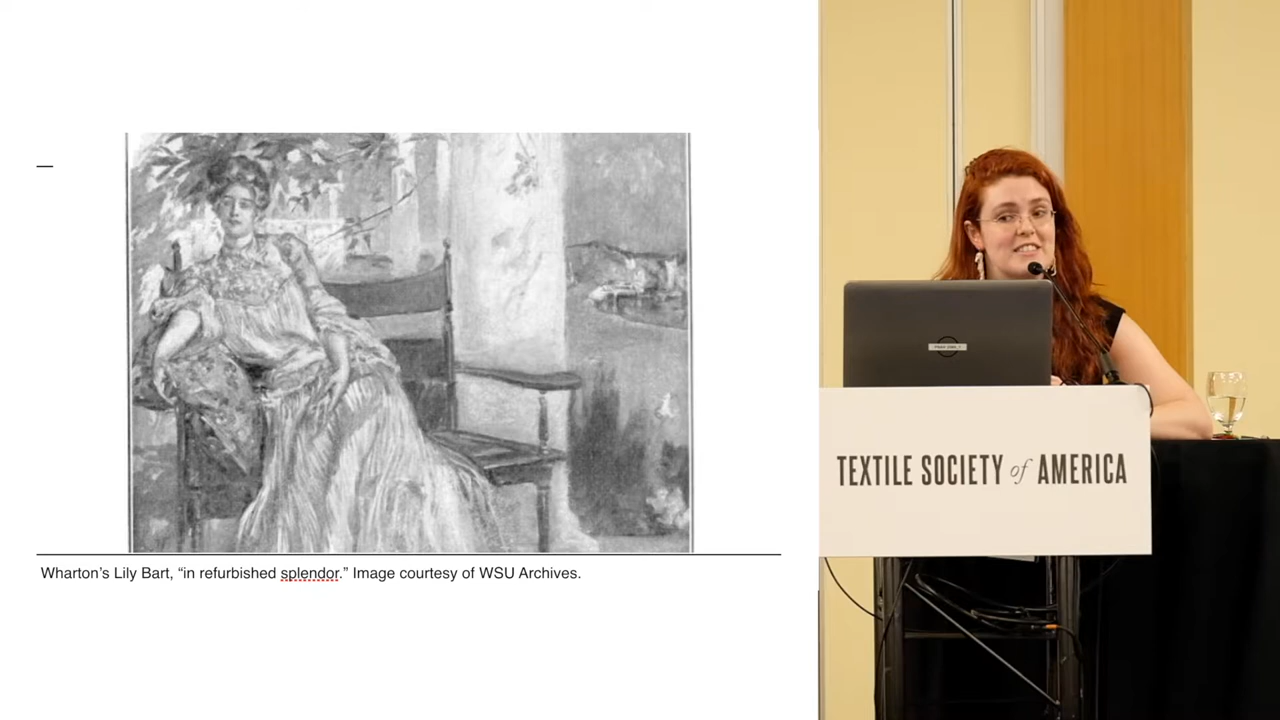 Wharton’s Lily Bart, “in refurbished splendor.” Image courtesy of WSU Archives.
TEXTILE SOCIETY of AMERICA